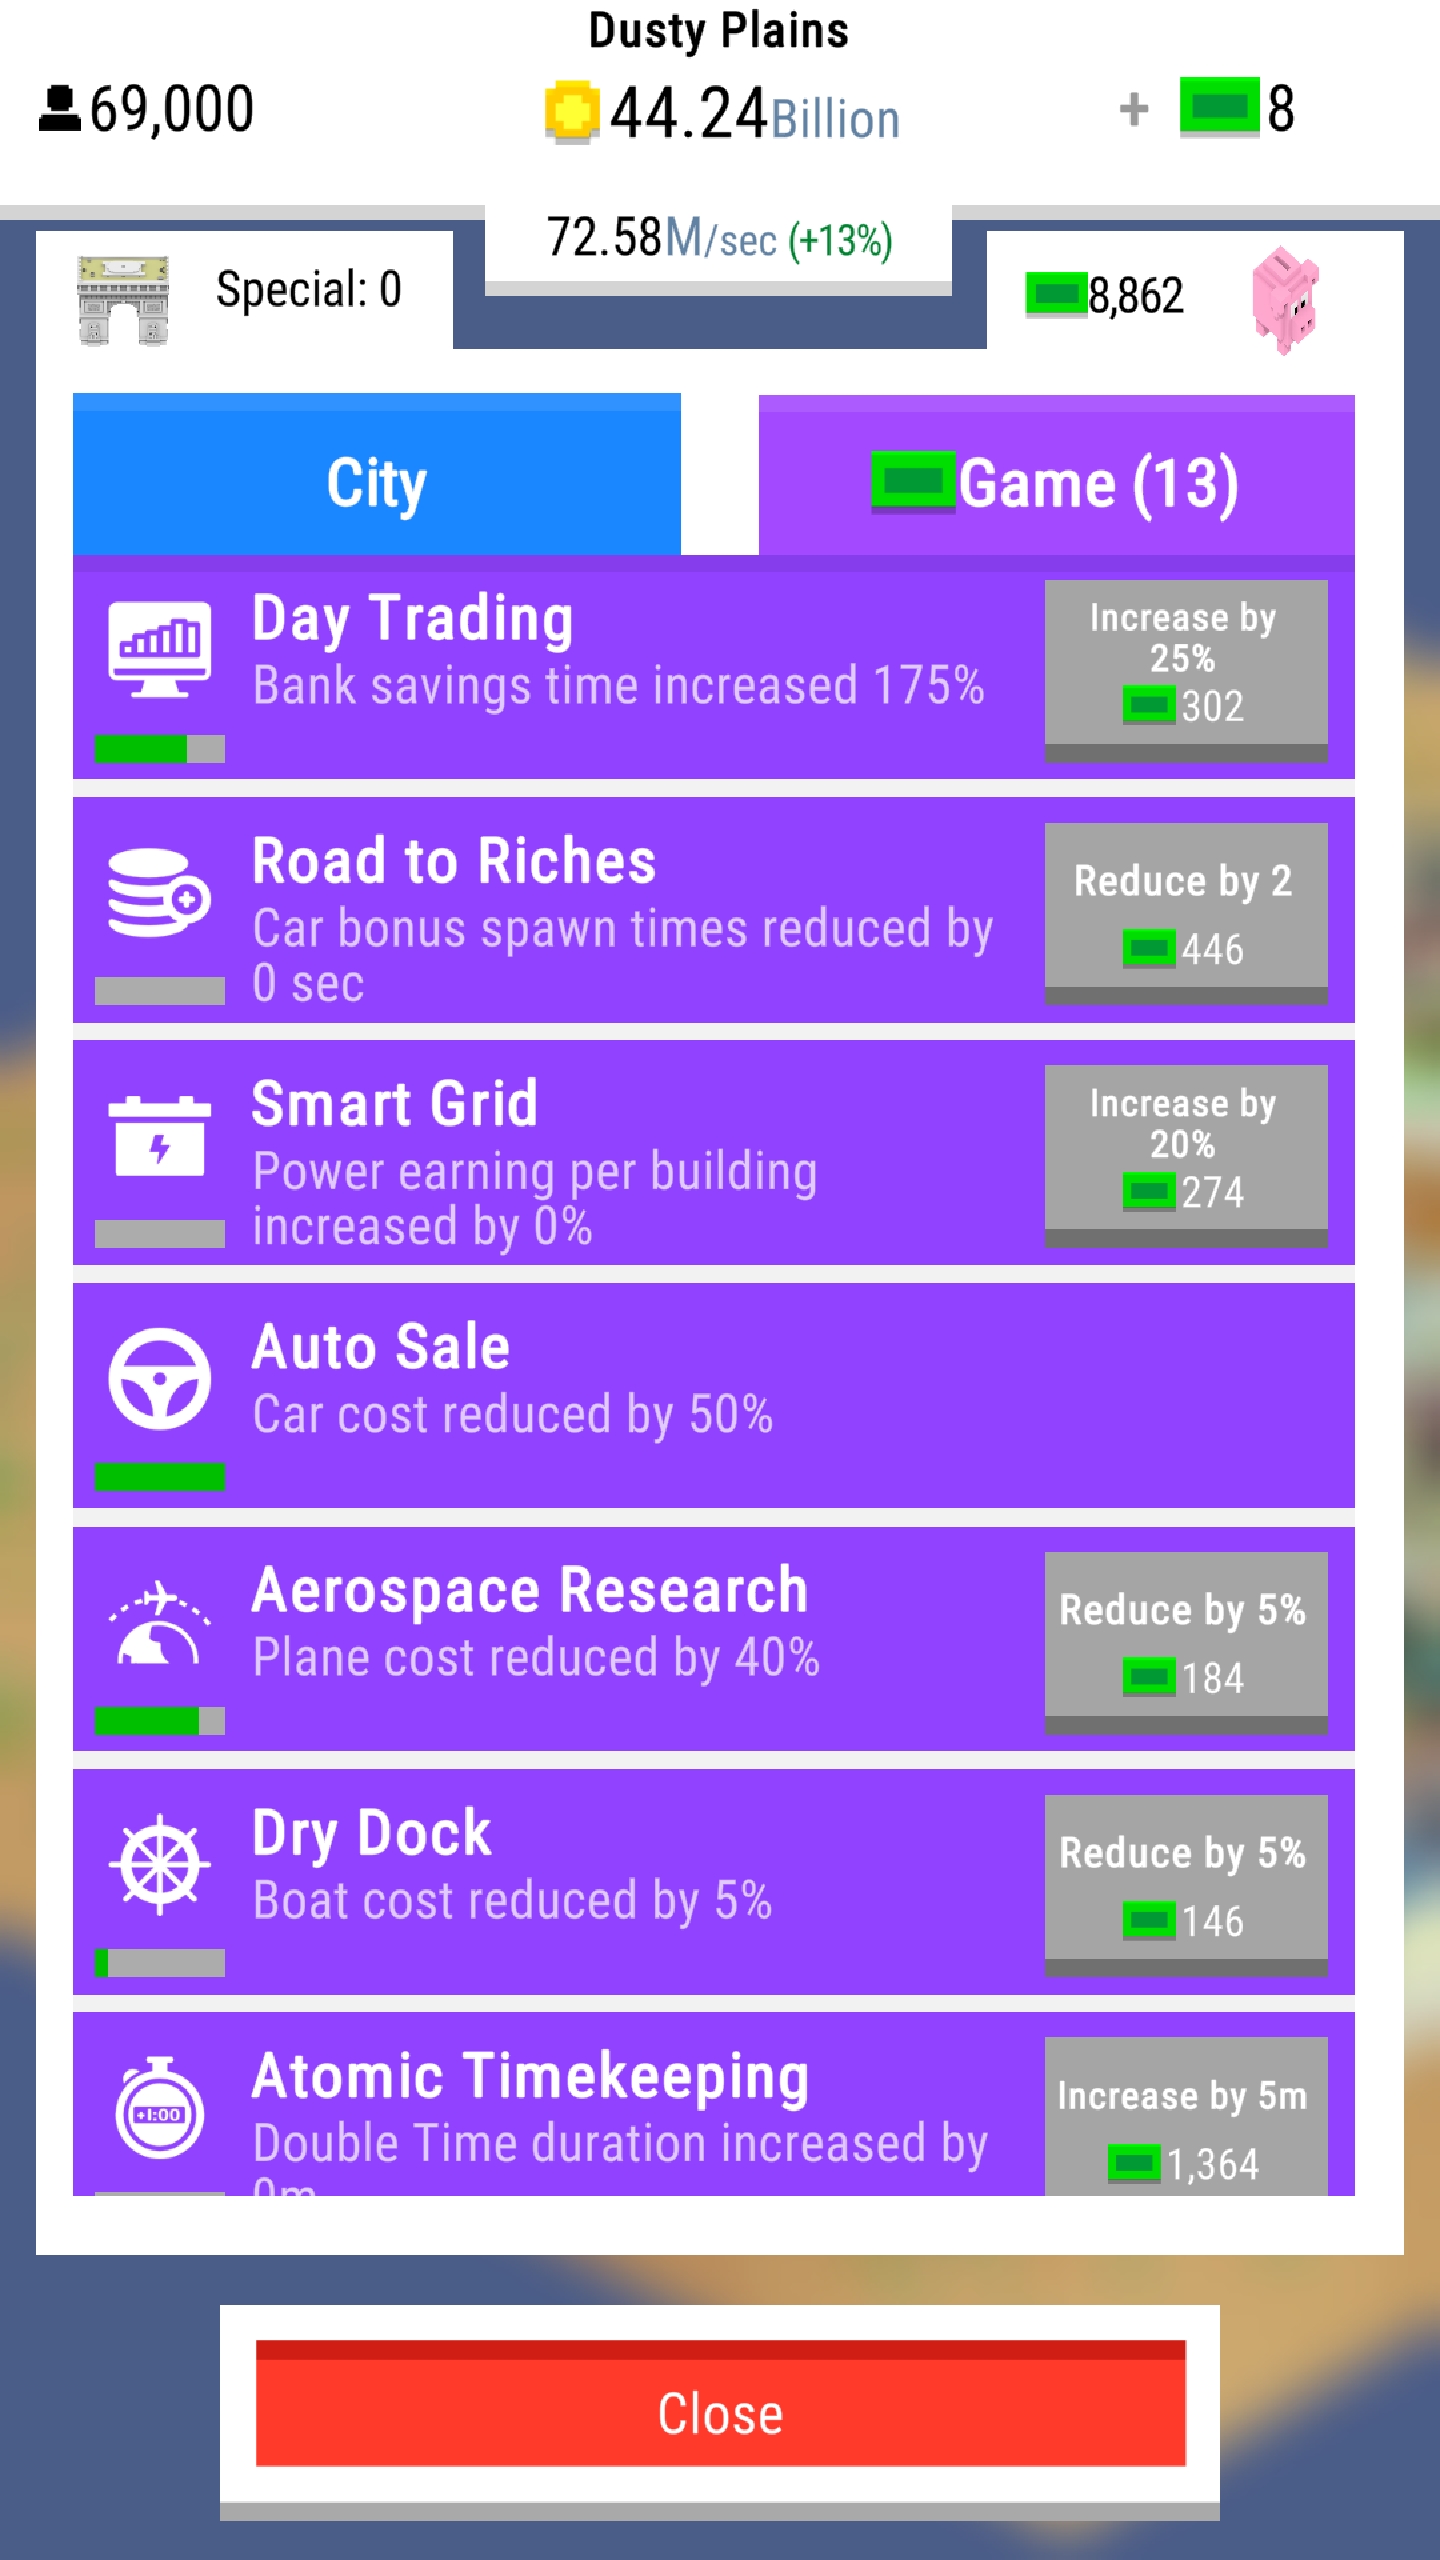 Dusty Plains
69,000
44.24Billion
+ 8
72.58M/sec (+13%)
Special: 0
8,862
City
Game (13)
Day Trading
Bank savings time increased 175%
Increase by
25%
302
Road to Riches
Car bonus spawn times reduced by
0 sec
Reduce by 2
446
Smart Grid
Power earning per building
increased by 0%
Increase by
20%
274
Auto Sale
Car cost reduced by 50%
Aerospace Research
Plane cost reduced by 40%
Reduce by 5%
184
Dry Dock
Boat cost reduced by 5%
Reduce by 5%
146
+1:00
Atomic Timekeeping
Double Time duration increased by
0m
Increase by 5m
1,364
Close